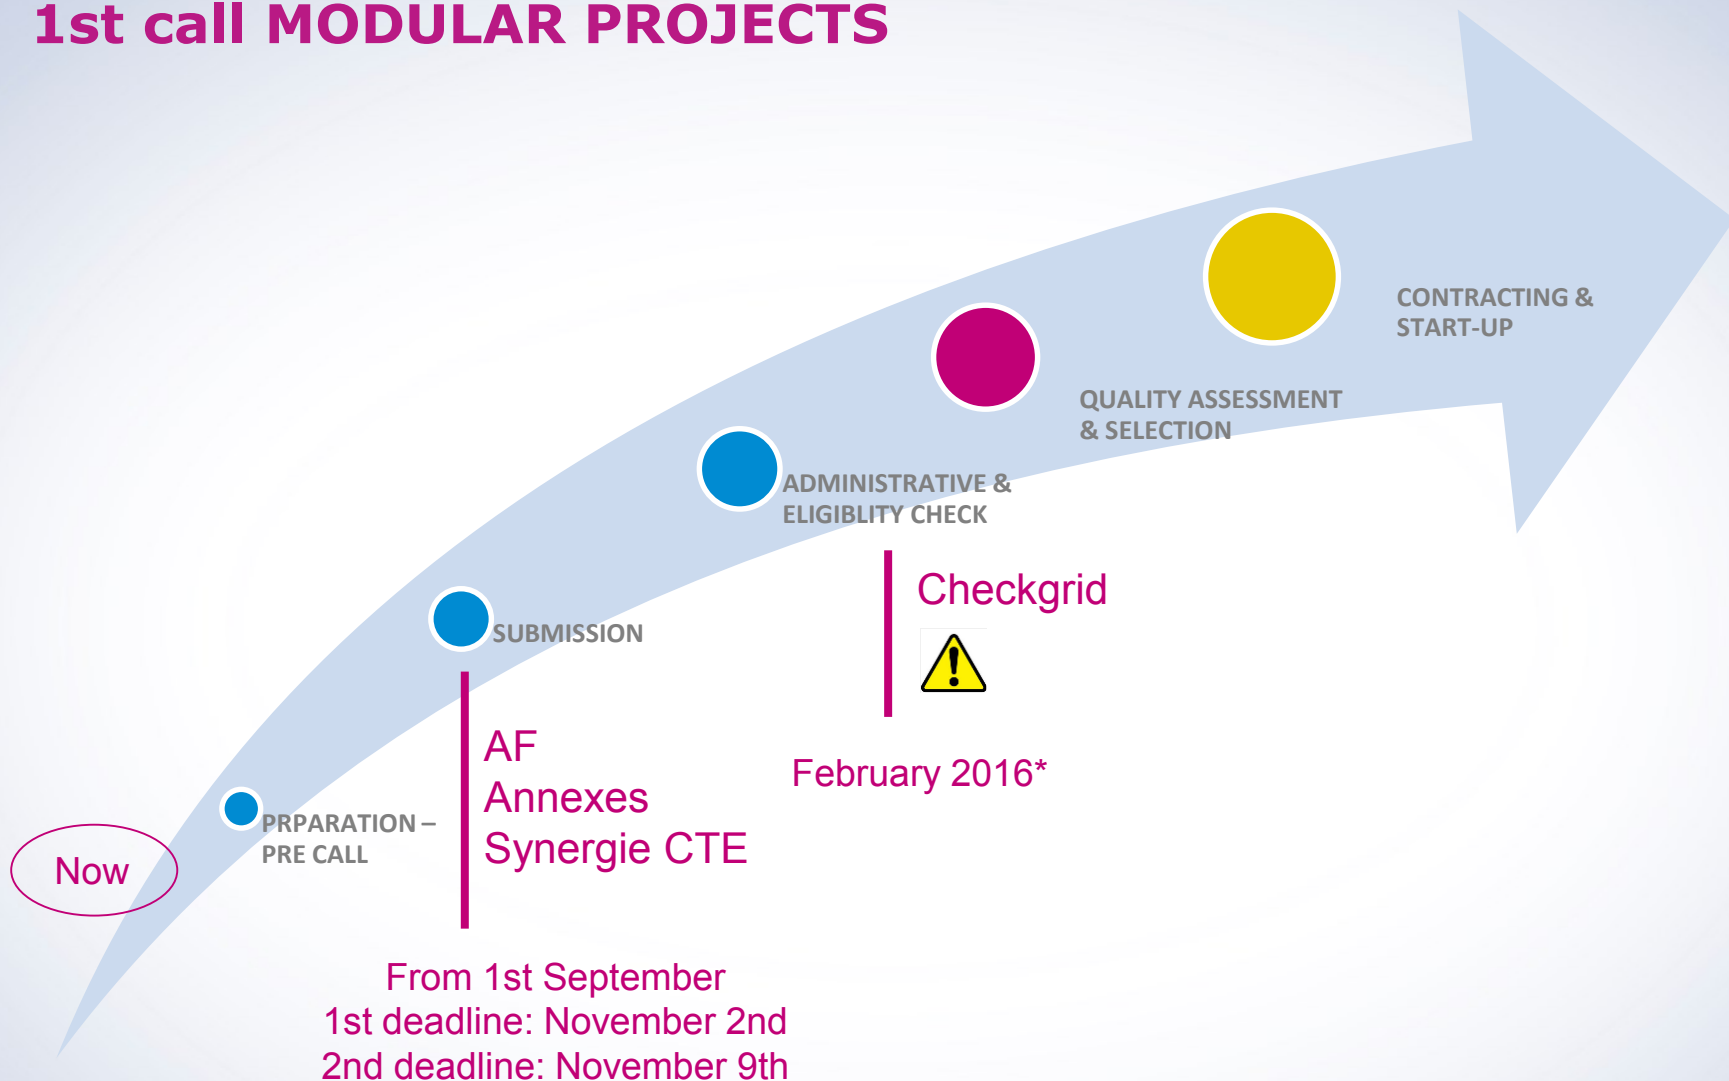 1st call MODULAR PROJECTS
CONTRACTING &
START-UP
QUALITY ASSESSMENT
& SELECTION
ADMINISTRATIVE &
ELIGIBLITY CHECK
Checkgrid
February 2016*
SUBMISSION
AF
Annexes
Synergie CTE
From 1st September
1st deadline: November 2nd
2nd deadline: November 9th
PRPARATION –
PRE CALL
Now